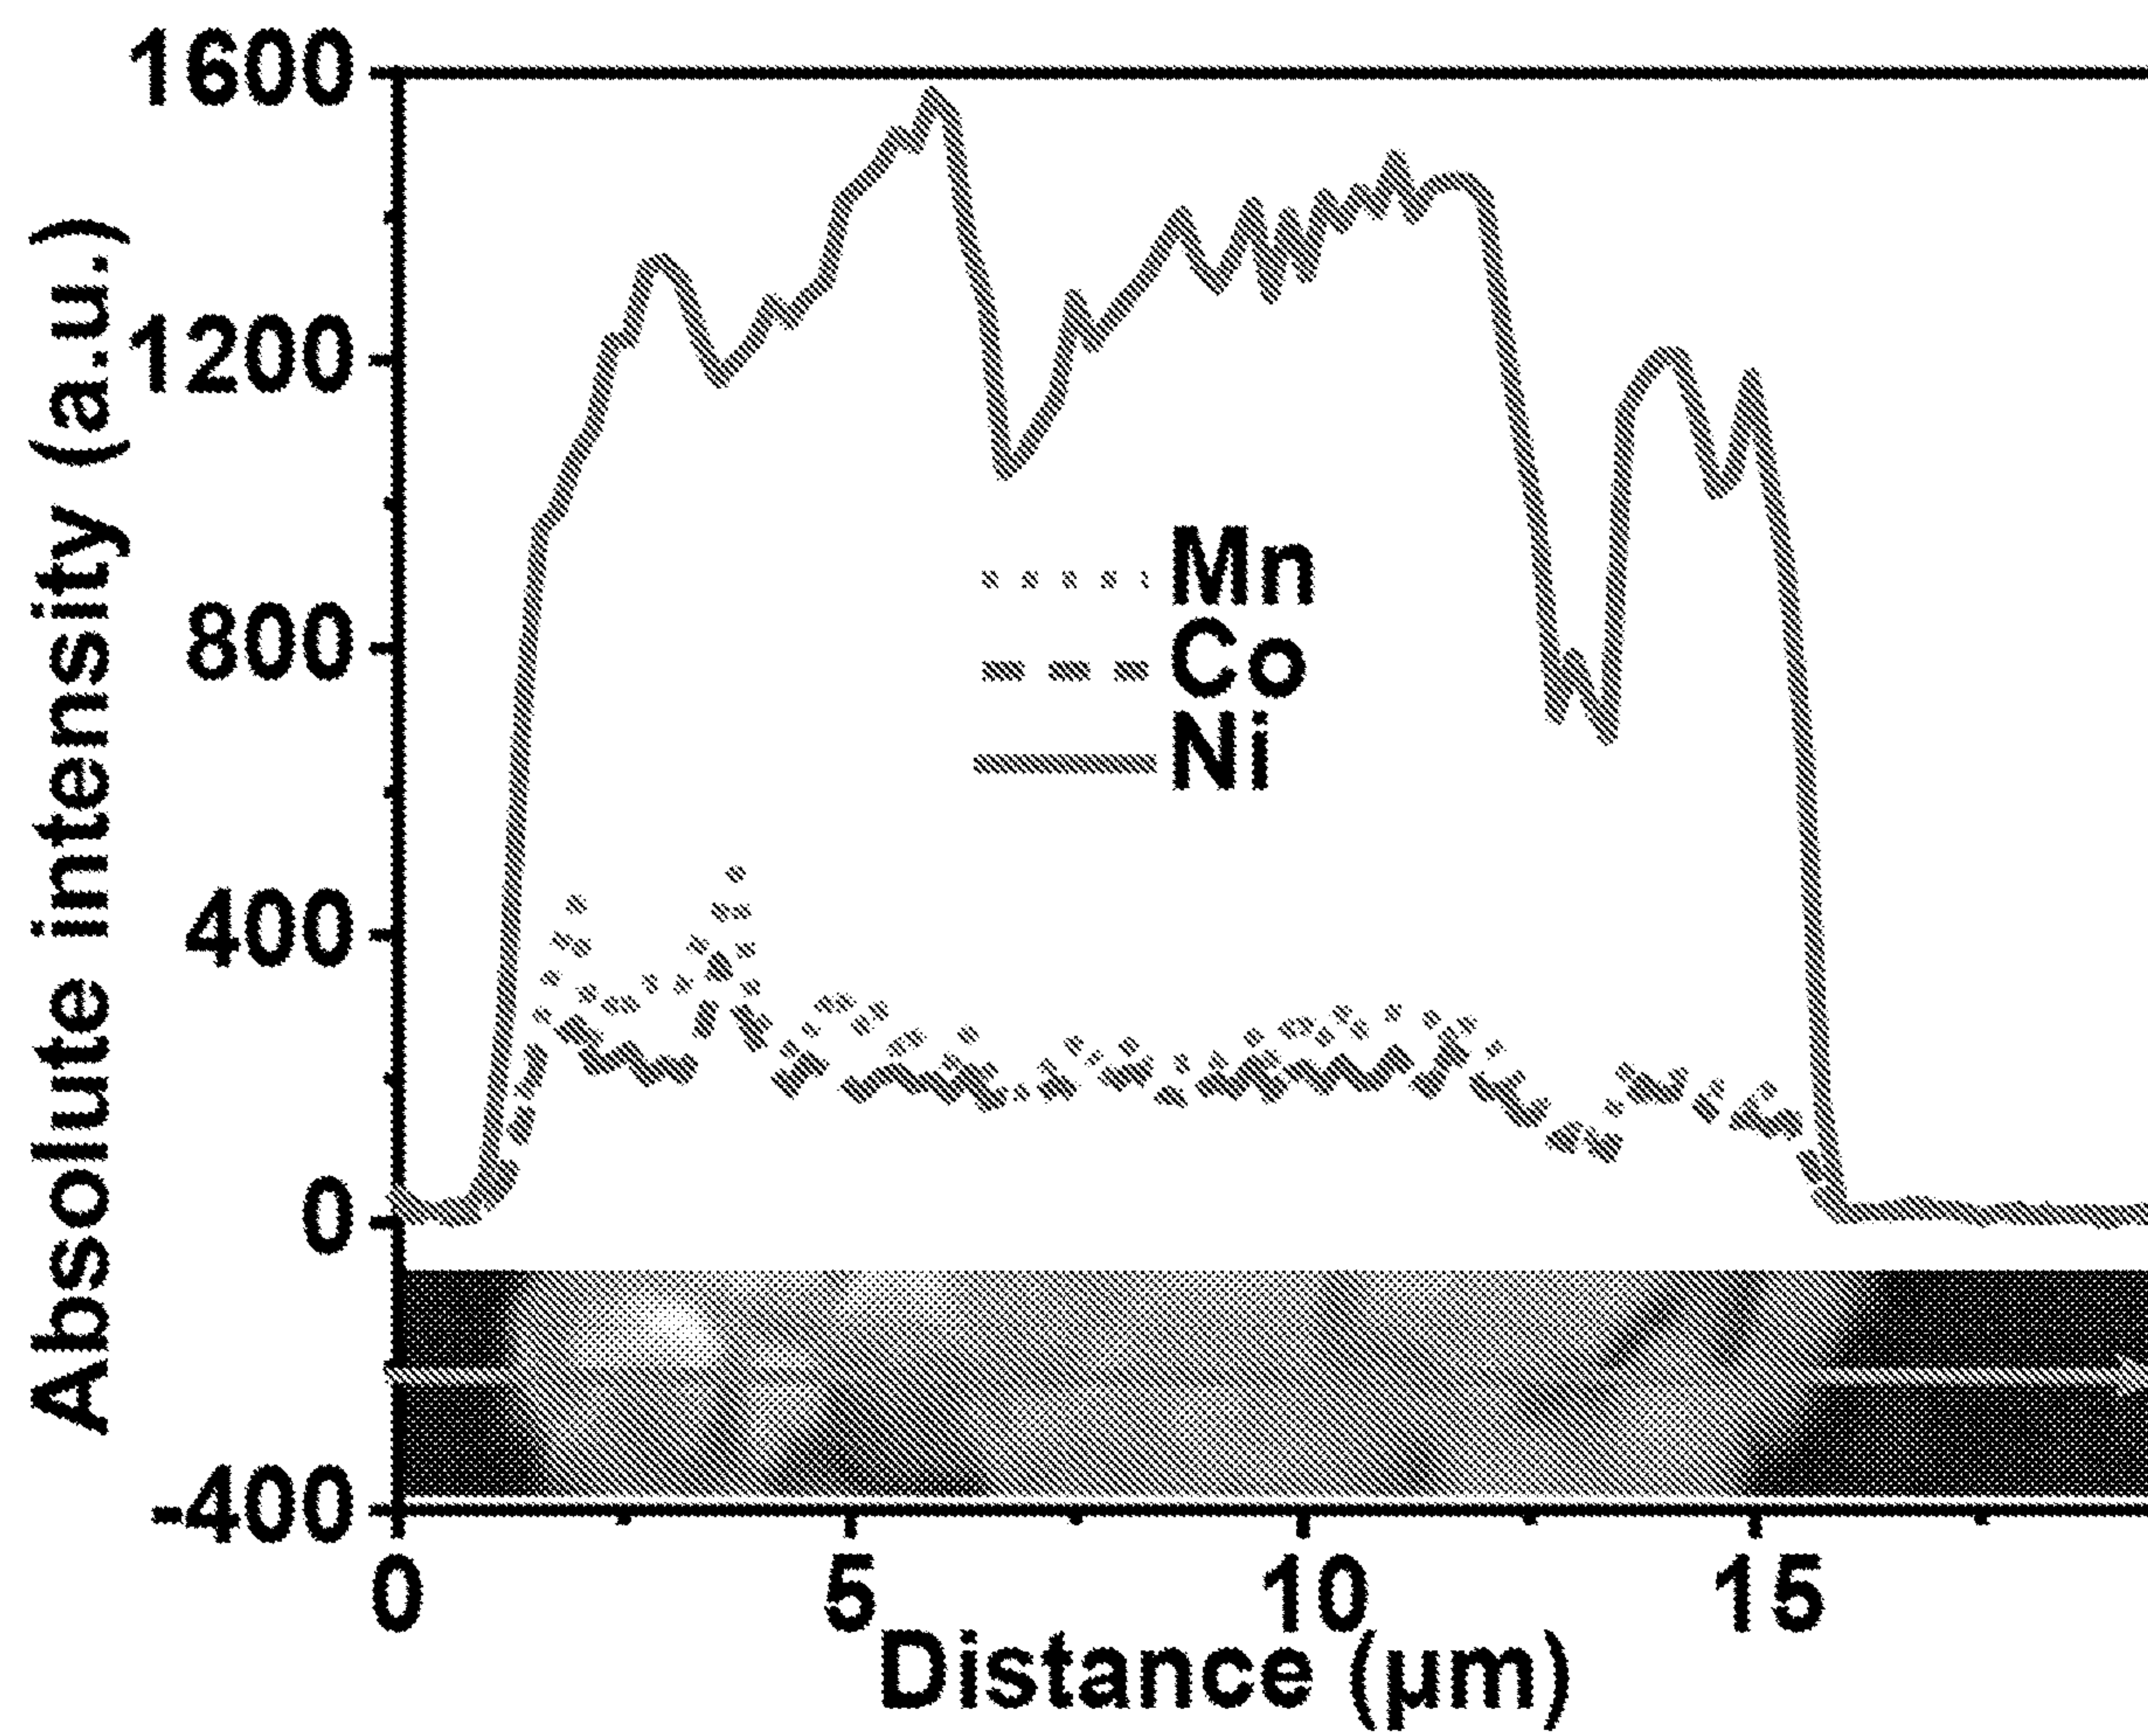 Absolute intensity (a.u.)
1600
1200
800
400
0
-400
Mn
Co
Ni
0 5 10 15
Distance (µm)